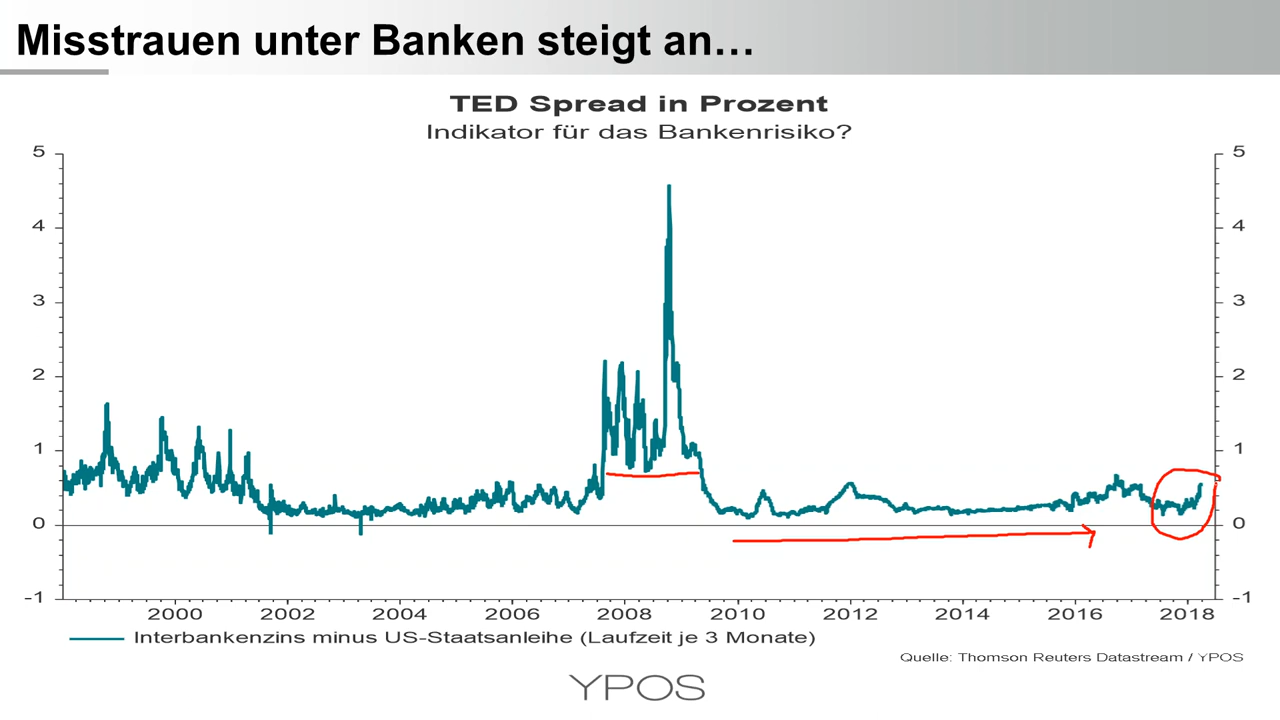 Misstrauen unter Banken steigt an...
TED Spread in Prozent
Indikator für das Bankenrisiko?
5 5
4 4
3 3
2 2
1 1
0 0
-1 -1
2000 2002 2004 2006 2008 2010 2012 2014 2016 2018
Interbankenzins minus US-Staatsanleihe (Laufzeit je 3 Monate)
Quelle: Thomson Reuters Datastream / YPOS
YPOS